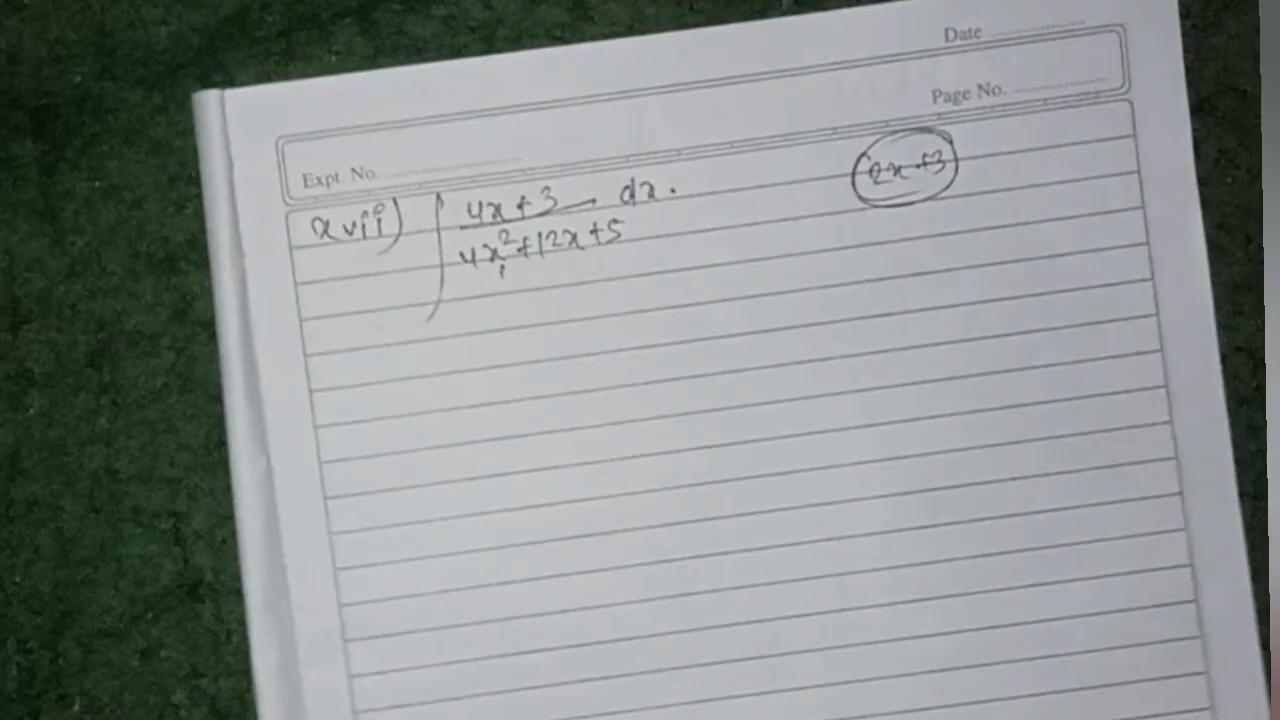 Date
Page No.
Expt. No.
2x+3
xvii) ∫ 4x+3 dx.
4x²+12x+5